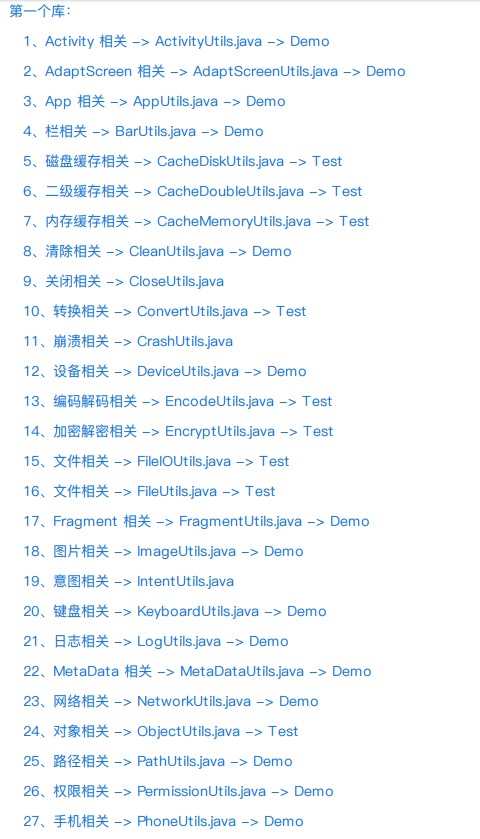 第一个库：
1、Activity 相关 -> ActivityUtils.java -> Demo
2、AdaptScreen 相关 -> AdaptScreenUtils.java -> Demo
3、App 相关 -> AppUtils.java -> Demo
4、栏相关 -> BarUtils.java -> Demo
5、磁盘缓存相关 -> CacheDiskUtils.java -> Test
6、二级缓存相关 -> CacheDoubleUtils.java -> Test
7、内存缓存相关 -> CacheMemoryUtils.java -> Test
8、清除相关 -> CleanUtils.java -> Demo
9、关闭相关 -> CloseUtils.java
10、转换相关 -> ConvertUtils.java -> Test
11、崩溃相关 -> CrashUtils.java
12、设备相关 -> DeviceUtils.java -> Demo
13、编码解码相关 -> EncodeUtils.java -> Test
14、加密解密相关 -> EncryptUtils.java -> Test
15、文件相关 -> FileIOUtils.java -> Test
16、文件相关 -> FileUtils.java -> Test
17、Fragment 相关 -> FragmentUtils.java -> Demo
18、图片相关 -> ImageUtils.java -> Demo
19、意图相关 -> IntentUtils.java
20、键盘相关 -> KeyboardUtils.java -> Demo
21、日志相关 -> LogUtils.java -> Demo
22、MetaData 相关 -> MetaDataUtils.java -> Demo
23、网络相关 -> NetworkUtils.java -> Demo
24、对象相关 -> ObjectUtils.java -> Test
25、路径相关 -> PathUtils.java -> Demo
26、权限相关 -> PermissionUtils.java -> Demo
27、手机相关 -> PhoneUtils.java -> Demo